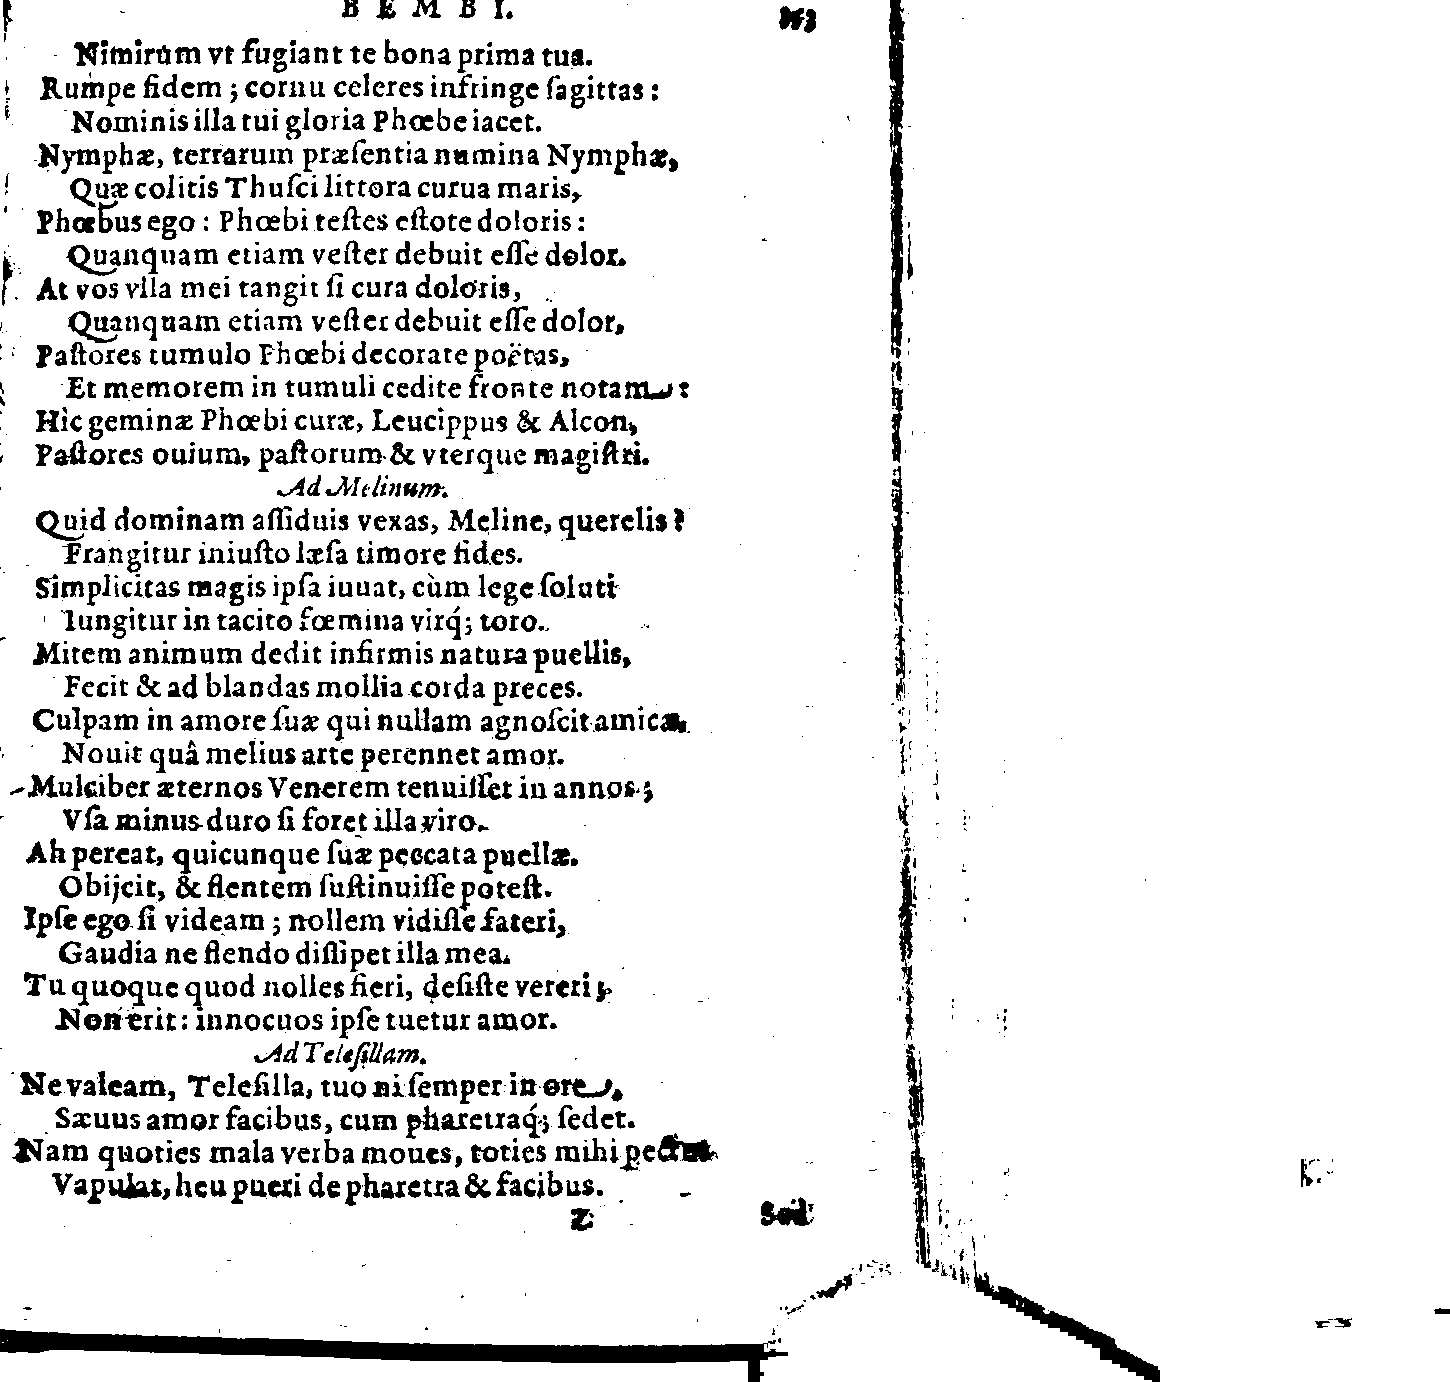 BEMBI.
Nimirùm vt fugiant te bona prima tua.
Rumpe fidem ; cornu celeres infringe ſagittas :
Nominis illa tui gloria Phœbe iacet.
Nymphæ, terrarum præſentia numina Nymphæ,
Quæ colitis Thuſci littora curua maris,
Phœbus ego : Phœbi teſtes eſtote doloris :
Quanquam etiam veſter debuit eſſe dolor.
At vos vlla mei tangit ſi cura doloris,
Quanquam etiam veſter debuit eſſe dolor,
Paſtores tumulo Phœbi decorate poëtas,
Et memorem in tumuli cedite fronte notam :
Hìc geminæ Phœbi curæ, Leucippus & Alcon,
Paſtores ouium, paſtorum & vterque magiſtri.
Ad Melinum.
Quid dominam aſſiduis vexas, Meline, querelis ?
Frangitur iniuſto læſa timore fides.
Simplicitas magis ipſa iuuat, cùm lege ſoluti
Iungitur in tacito fœmina virq́; toro.
Mitem animum dedit infirmis natura puellis,
Fecit & ad blandas mollia corda preces.
Culpam in amore ſuæ qui nullam agnoſcit amicæ,
Nouit quâ melius arte perennet amor.
Mulciber æternos Venerem tenuiſſet in annos ;
Vſa minus duro ſi foret illa viro.
Ah pereat, quicunque ſuæ peccata puellæ.
Obijcit, & flentem ſuſtinuiſſe poteſt.
Ipſe ego ſi videam ; nollem vidiſſe fateri,
Gaudia ne flendo diſſipet illa mea.
Tu quoque quod nolles fieri, deſiſte vereri ;
Non erit : innocuos ipſe tuetur amor.
Ad Teleſillam.
Ne valeam, Teleſilla, tuo ni ſemper in ore,
Sæuus amor facibus, cum pharetraq́; ſedet.
Nam quoties mala verba moues, toties mihi pectus
Vapulat, heu pueri de pharetra & facibus.
Z Sed